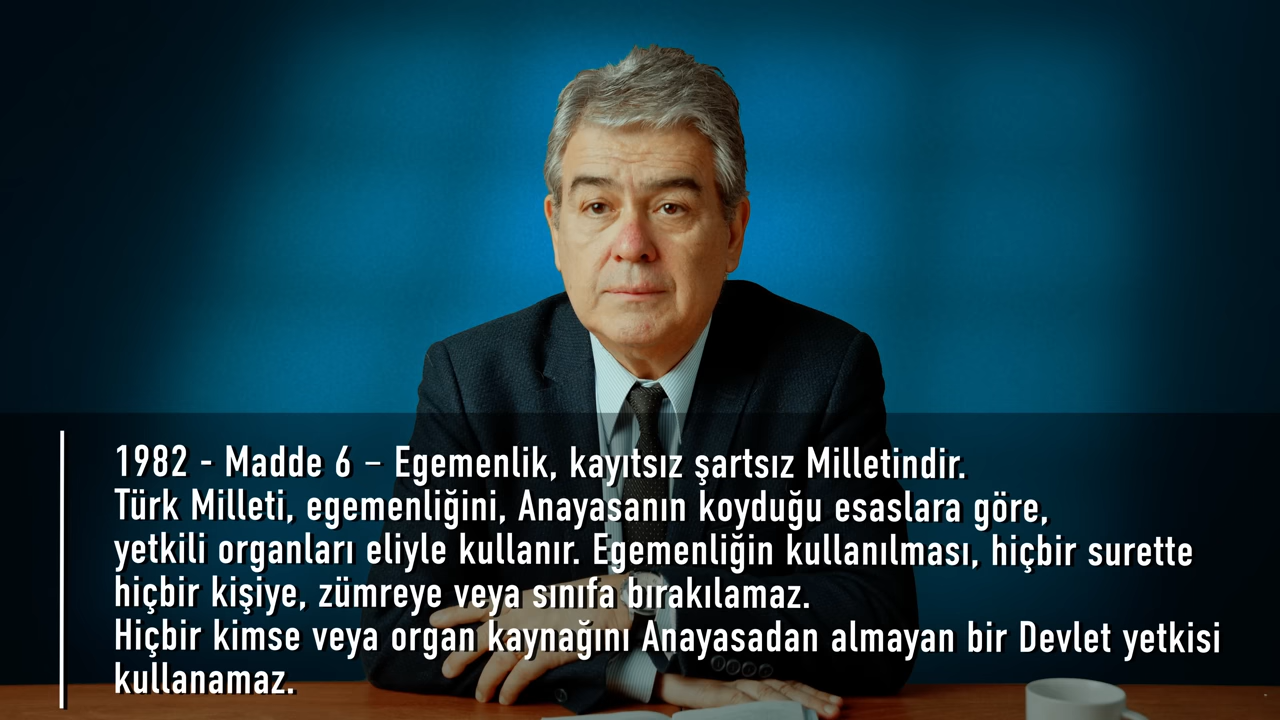 1982 - Madde 6 – Egemenlik, kayıtsız şartsız Milletindir.
Türk Milleti, egemenliğini, Anayasanın koyduğu esaslara göre,
yetkili organları eliyle kullanır. Egemenliğin kullanılması, hiçbir surette
hiçbir kişiye, zümreye veya sınıfa bırakılamaz.
Hiçbir kimse veya organ kaynağını Anayasadan almayan bir Devlet yetkisi
kullanamaz.